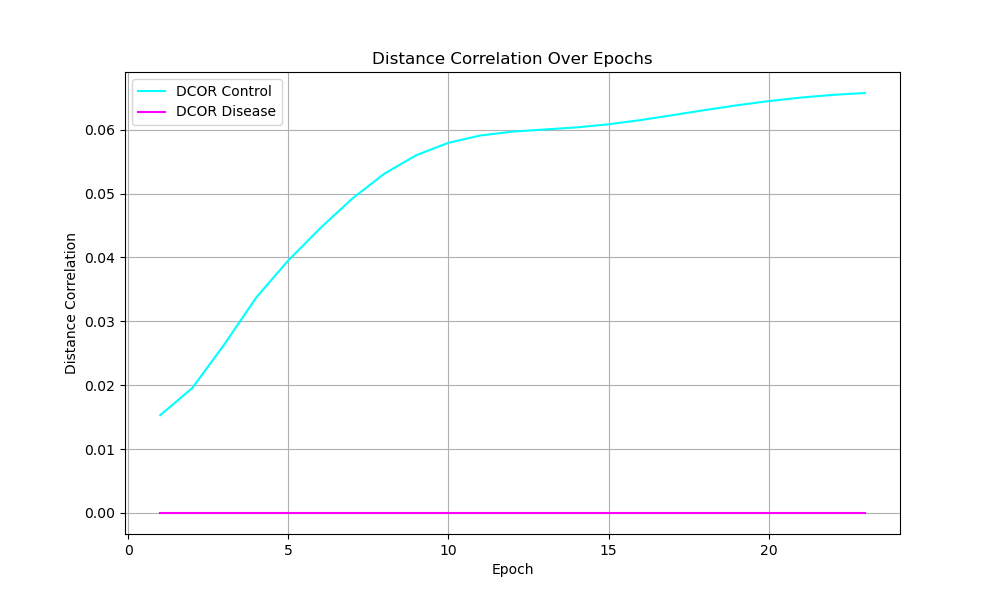 Distance Correlation Over Epochs
DCOR Control
DCOR Disease
Distance Correlation
0.06
0.05
0.04
0.03
0.02
0.01
0.00
0 5 10 15 20
Epoch